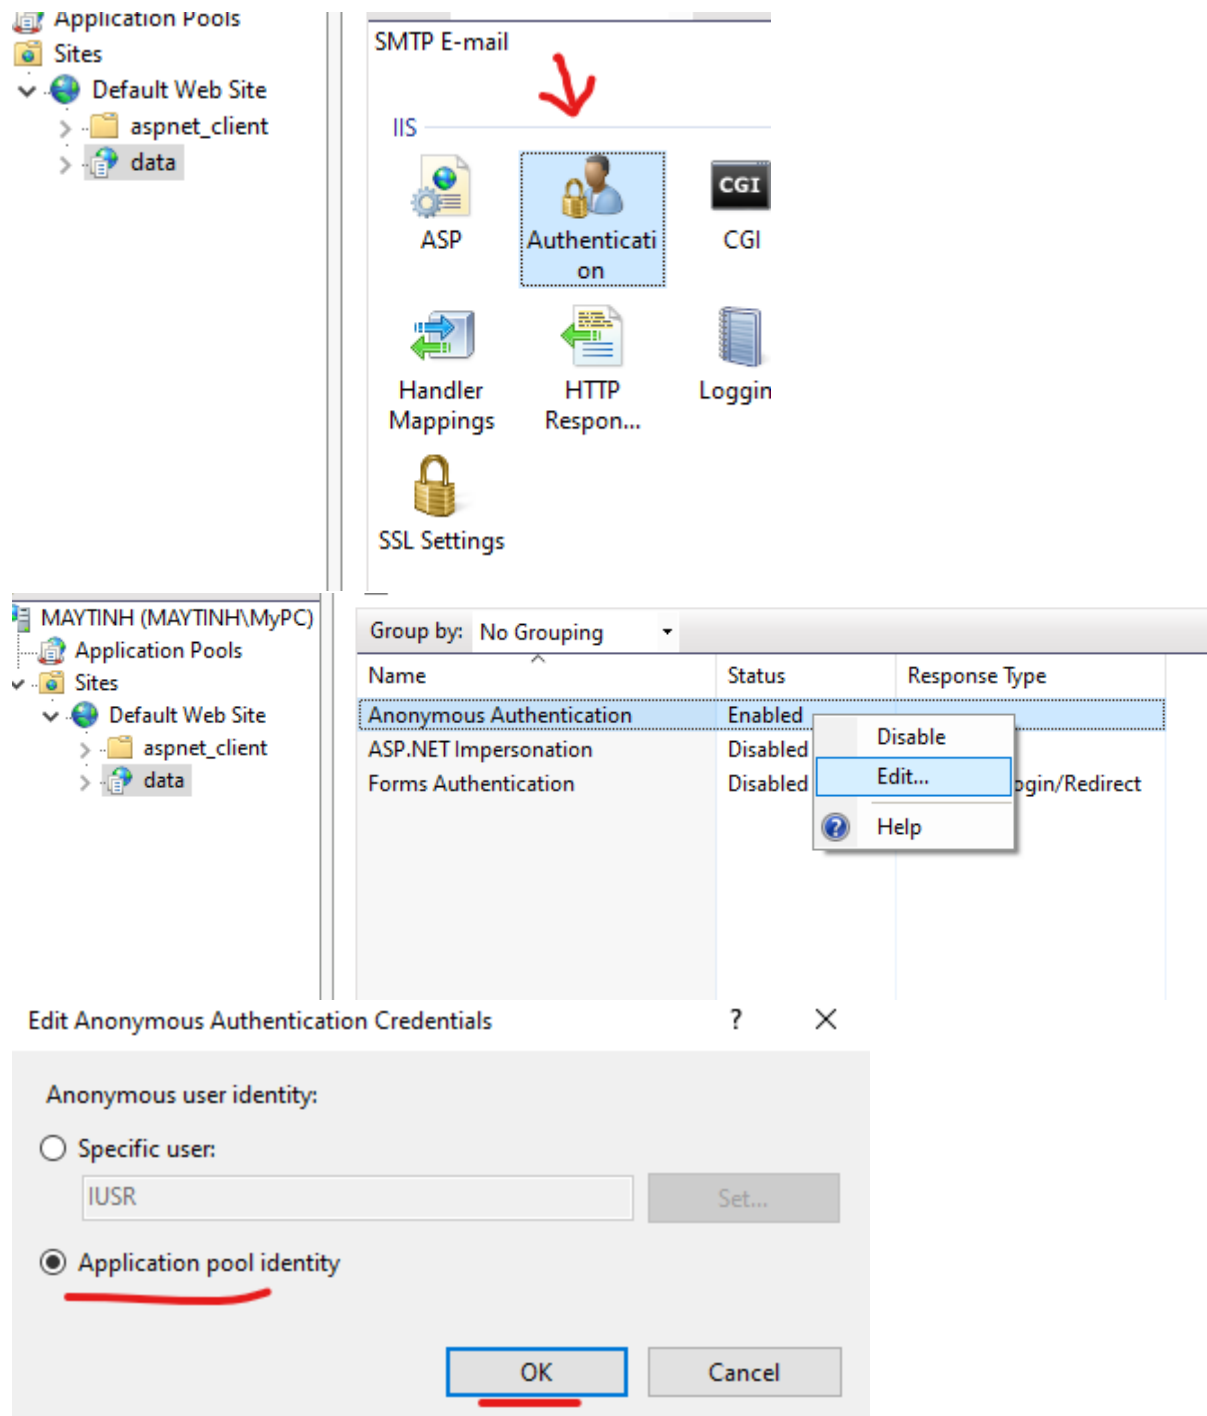 Application Pools
Sites
Default Web Site
aspnet_client
data
SMTP E-mail
IIS
ASP
Authenticati
on
CGI
CGI
Handler
Mappings
HTTP
Respon...
Loggin
SSL Settings
MAYTINH (MAYTINH\MyPC)
Application Pools
Sites
Default Web Site
aspnet_client
data
Group by: No Grouping
Name Status Response Type
Anonymous Authentication Enabled
ASP.NET Impersonation Disabled
Forms Authentication Disabled ogin/Redirect
Disable
Edit...
Help
Edit Anonymous Authentication Credentials
Anonymous user identity:
Specific user:
IUSR
Set...
Application pool identity
OK Cancel